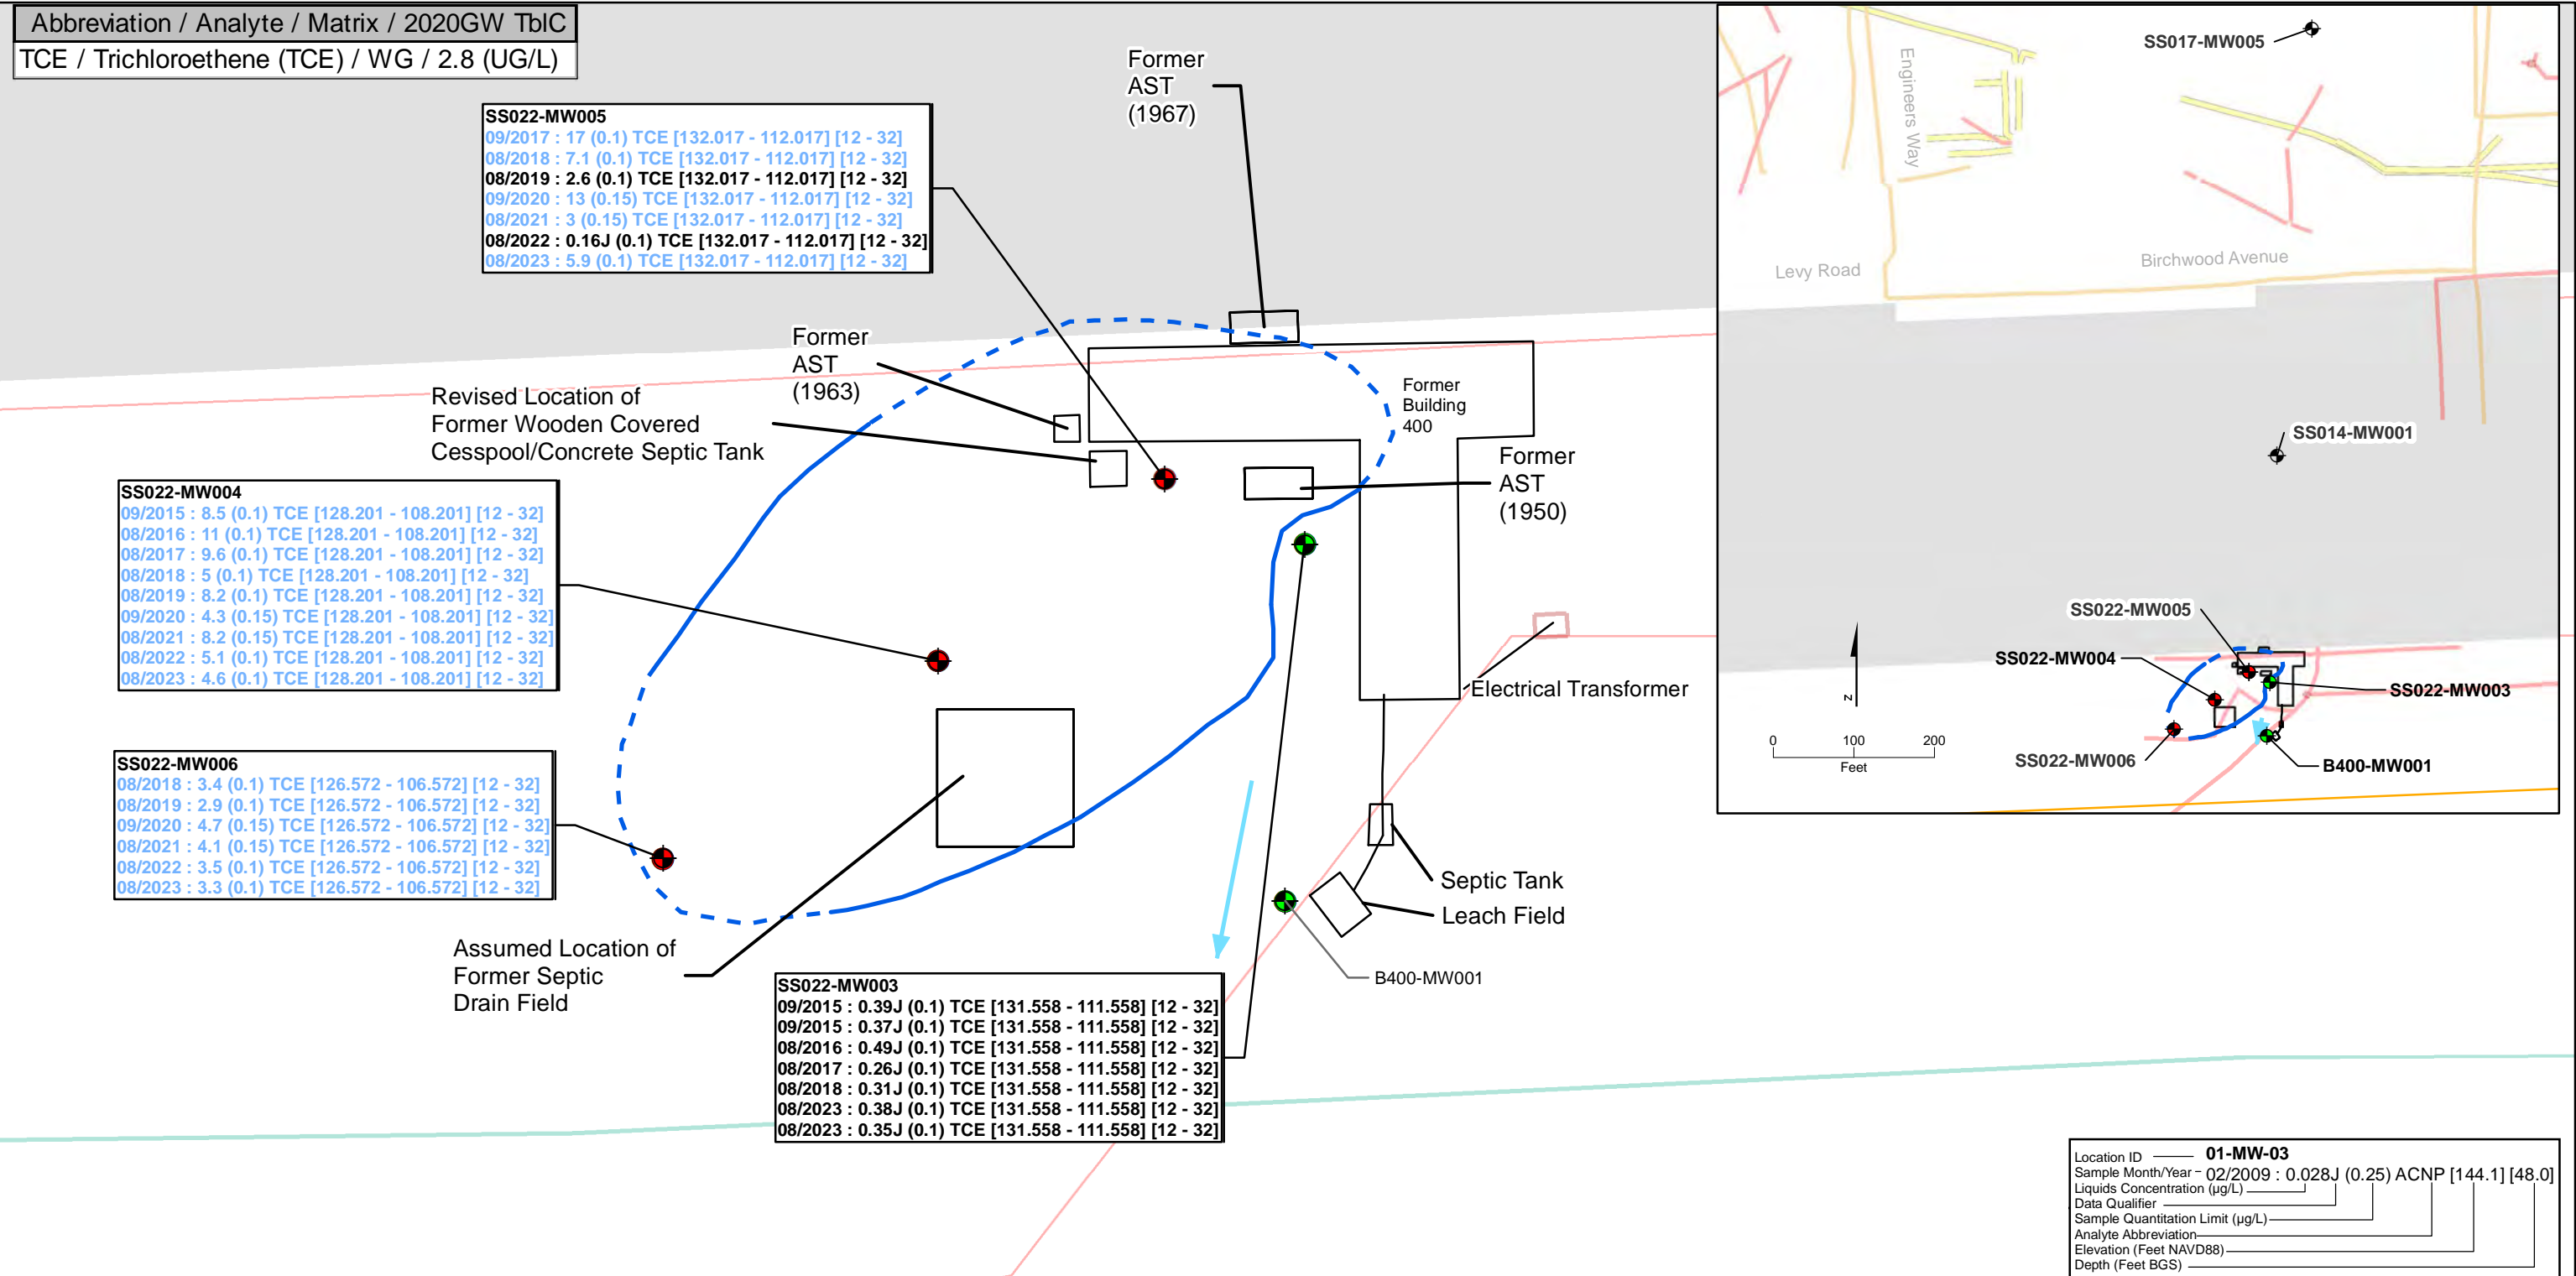 Abbreviation / Analyte / Matrix / 2020GW TblC
TCE / Trichloroethene (TCE) / WG / 2.8 (UG/L)
SS022-MW005
09/2017 : 17 (0.1) TCE [132.017 - 112.017] [12 - 32]
08/2018 : 7.1 (0.1) TCE [132.017 - 112.017] [12 - 32]
08/2019 : 2.6 (0.1) TCE [132.017 - 112.017] [12 - 32]
09/2020 : 13 (0.15) TCE [132.017 - 112.017] [12 - 32]
08/2021 : 3 (0.15) TCE [132.017 - 112.017] [12 - 32]
08/2022 : 0.16J (0.1) TCE [132.017 - 112.017] [12 - 32]
08/2023 : 5.9 (0.1) TCE [132.017 - 112.017] [12 - 32]
Former
AST
(1967)
Former
AST
(1963)
Revised Location of
Former Wooden Covered
Cesspool/Concrete Septic Tank
Former
Building
400
Former
AST
(1950)
SS022-MW004
09/2015 : 8.5 (0.1) TCE [128.201 - 108.201] [12 - 32]
08/2016 : 11 (0.1) TCE [128.201 - 108.201] [12 - 32]
08/2017 : 9.6 (0.1) TCE [128.201 - 108.201] [12 - 32]
08/2018 : 5 (0.1) TCE [128.201 - 108.201] [12 - 32]
08/2019 : 8.2 (0.1) TCE [128.201 - 108.201] [12 - 32]
09/2020 : 4.3 (0.15) TCE [128.201 - 108.201] [12 - 32]
08/2021 : 8.2 (0.15) TCE [128.201 - 108.201] [12 - 32]
08/2022 : 5.1 (0.1) TCE [128.201 - 108.201] [12 - 32]
08/2023 : 4.6 (0.1) TCE [128.201 - 108.201] [12 - 32]
Electrical Transformer
SS022-MW006
08/2018 : 3.4 (0.1) TCE [126.572 - 106.572] [12 - 32]
08/2019 : 2.9 (0.1) TCE [126.572 - 106.572] [12 - 32]
09/2020 : 4.7 (0.15) TCE [126.572 - 106.572] [12 - 32]
08/2021 : 4.1 (0.15) TCE [126.572 - 106.572] [12 - 32]
08/2022 : 3.5 (0.1) TCE [126.572 - 106.572] [12 - 32]
08/2023 : 3.3 (0.1) TCE [126.572 - 106.572] [12 - 32]
Septic Tank
Leach Field
Assumed Location of
Former Septic
Drain Field
B400-MW001
SS022-MW003
09/2015 : 0.39J (0.1) TCE [131.558 - 111.558] [12 - 32]
09/2015 : 0.37J (0.1) TCE [131.558 - 111.558] [12 - 32]
08/2016 : 0.49J (0.1) TCE [131.558 - 111.558] [12 - 32]
08/2017 : 0.26J (0.1) TCE [131.558 - 111.558] [12 - 32]
08/2018 : 0.31J (0.1) TCE [131.558 - 111.558] [12 - 32]
08/2023 : 0.38J (0.1) TCE [131.558 - 111.558] [12 - 32]
08/2023 : 0.35J (0.1) TCE [131.558 - 111.558] [12 - 32]
SS017-MW005
Engineers Way
Levy Road
Birchwood Avenue
SS014-MW001
SS022-MW005
SS022-MW004
SS022-MW003
SS022-MW006
B400-MW001
N
0 100 200
Feet
Location ID 01-MW-03
Sample Month/Year 02/2009 : 0.028J (0.25) ACNP [144.1] [48.0]
Liquids Concentration (µg/L)
Data Qualifier
Sample Quantitation Limit (µg/L)
Analyte Abbreviation
Elevation (Feet NAVD88)
Depth (Feet BGS)